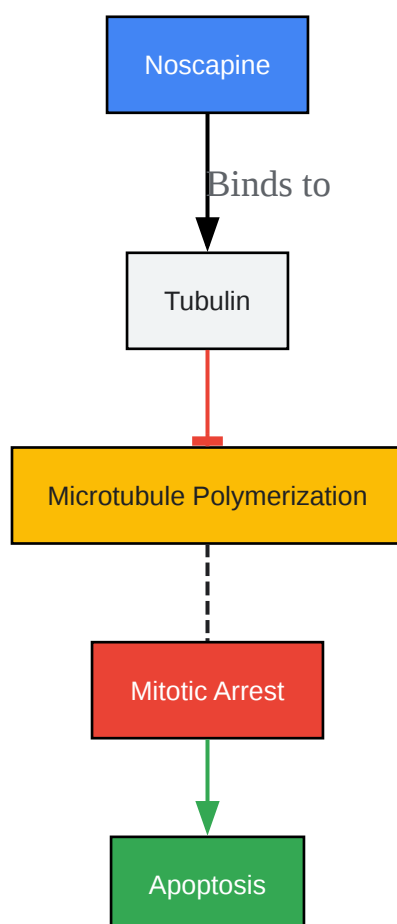 Noscapine
Binds to
Tubulin
Microtubule Polymerization
Mitotic Arrest
Apoptosis